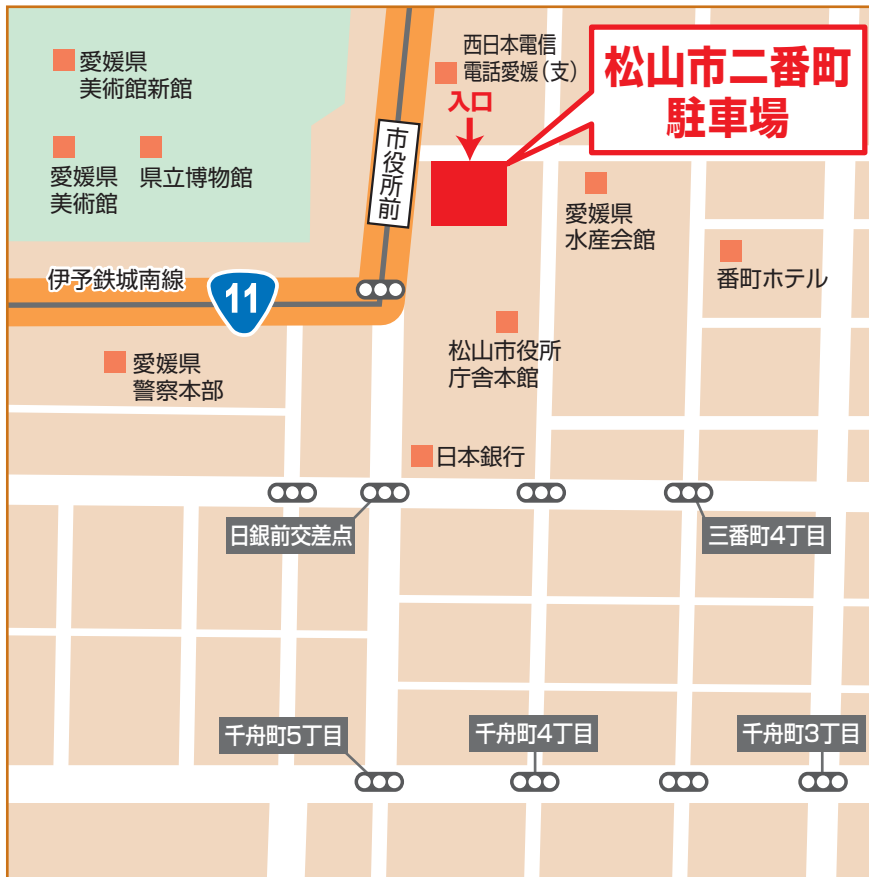 愛媛県
美術館新館
西日本電信
電話愛媛(支)
入口
松山市二番町
駐車場
愛媛県
美術館
県立博物館
市役所前
愛媛県
水産会館
番町ホテル
伊予鉄城南線
11
愛媛県
警察本部
松山市役所
庁舎本館
日本銀行
日銀前交差点
三番町4丁目
千舟町5丁目
千舟町4丁目
千舟町3丁目